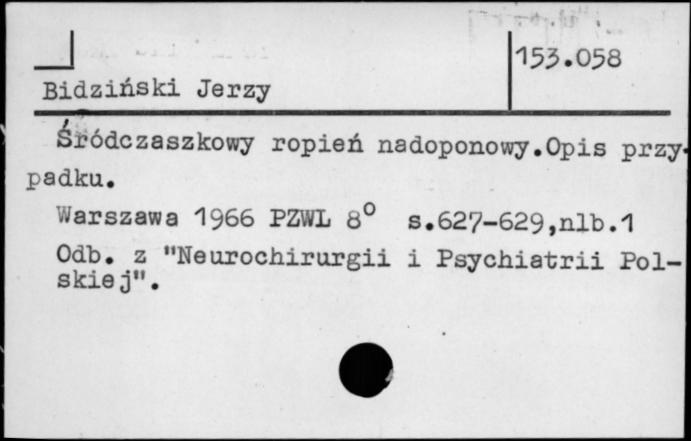 153.058
Bidziński Jerzy
Śródczaszkowy ropień nadoponowy.Opis przy-
padku.
Warszawa 1966 PZWL 8° s.627-629,nlb.1
Odb. z "Neurochirurgii i Psychiatrii Pol-
skiej".